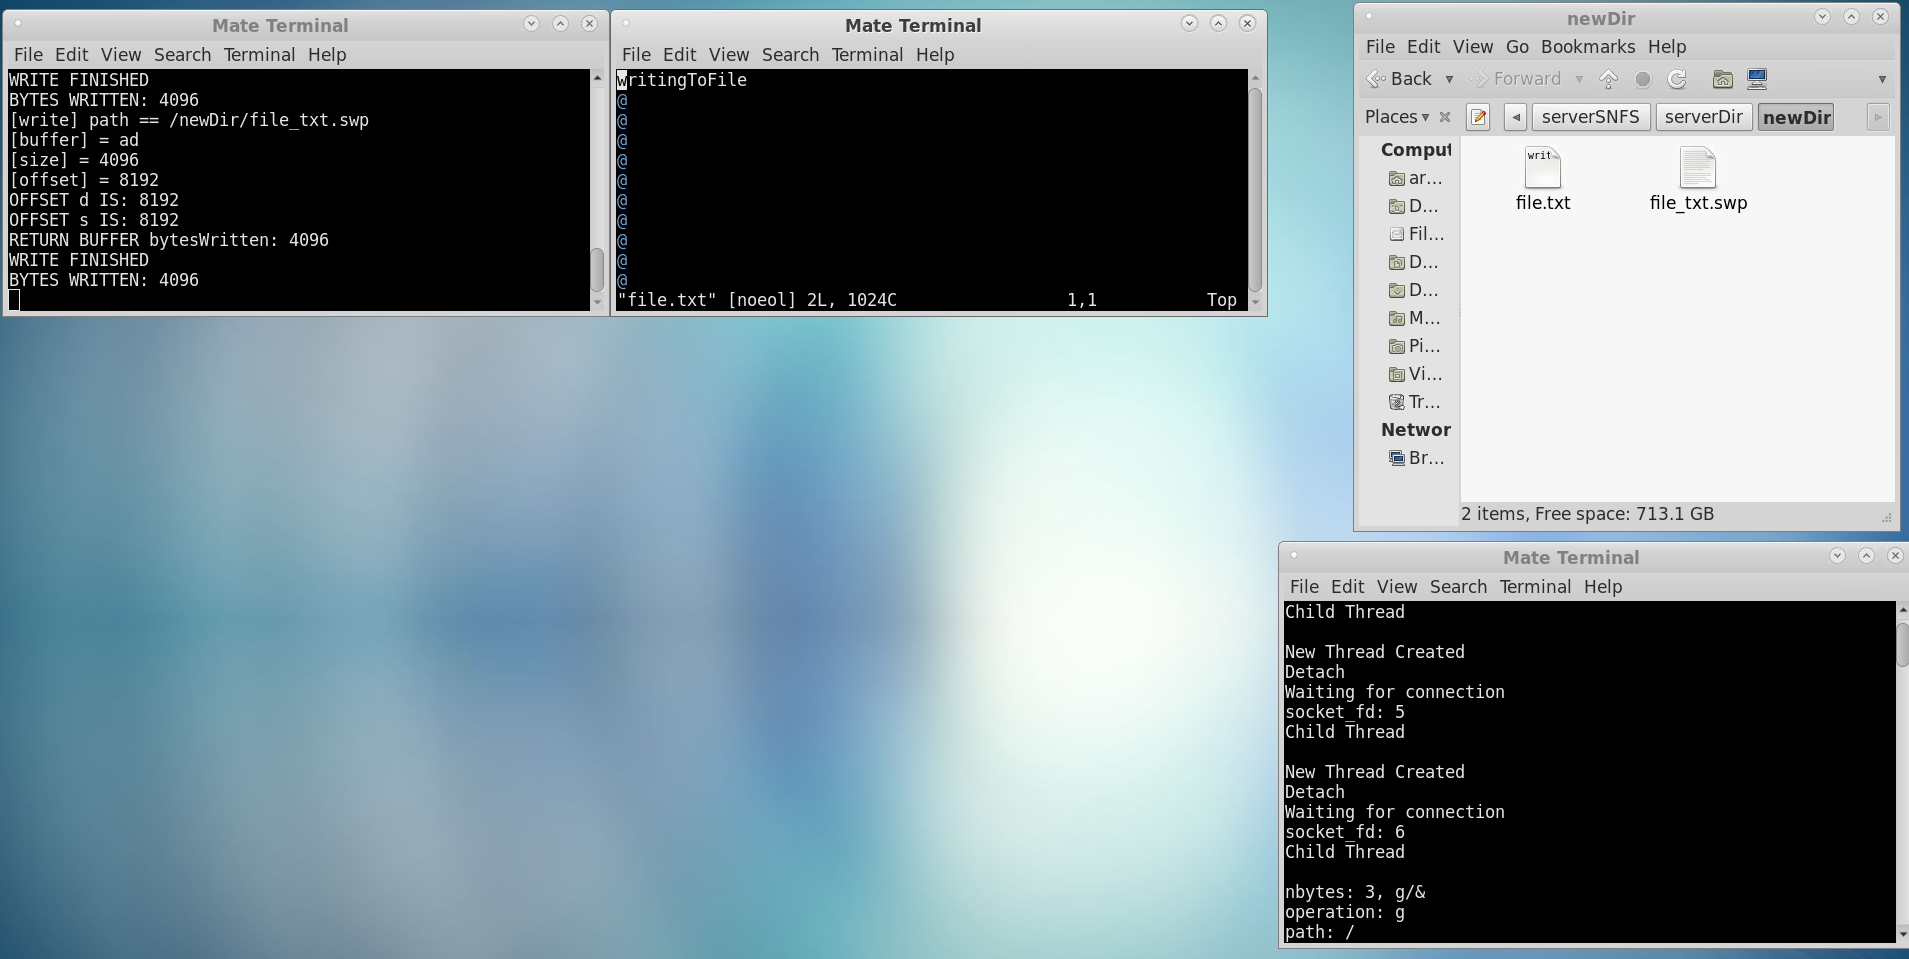 Mate Terminal
File Edit View Search Terminal Help
WRITE FINISHED
BYTES WRITTEN: 4096
[write] path == /newDir/file_txt.swp
[buffer] = ad
[size] = 4096
[offset] = 8192
OFFSET d IS: 8192
OFFSET s IS: 8192
RETURN BUFFER bytesWritten: 4096
WRITE FINISHED
BYTES WRITTEN: 4096
Mate Terminal
File Edit View Search Terminal Help
writingToFile
@
@
@
@
@
@
@
@
@
@
"file.txt" [noeol] 2L, 1024C 1,1 Top
newDir
File Edit View Go Bookmarks Help
Back Forward
Places serverSNFS serverDir newDir
Comput
ar...
D...
Fil...
D...
D...
M...
Pi...
Vi...
Tr...
Networ
Br...
writ
file.txt file_txt.swp
2 items, Free space: 713.1 GB
Mate Terminal
File Edit View Search Terminal Help
Child Thread
New Thread Created
Detach
Waiting for connection
socket_fd: 5
Child Thread
New Thread Created
Detach
Waiting for connection
socket_fd: 6
Child Thread
nbytes: 3, g/&
operation: g
path: /